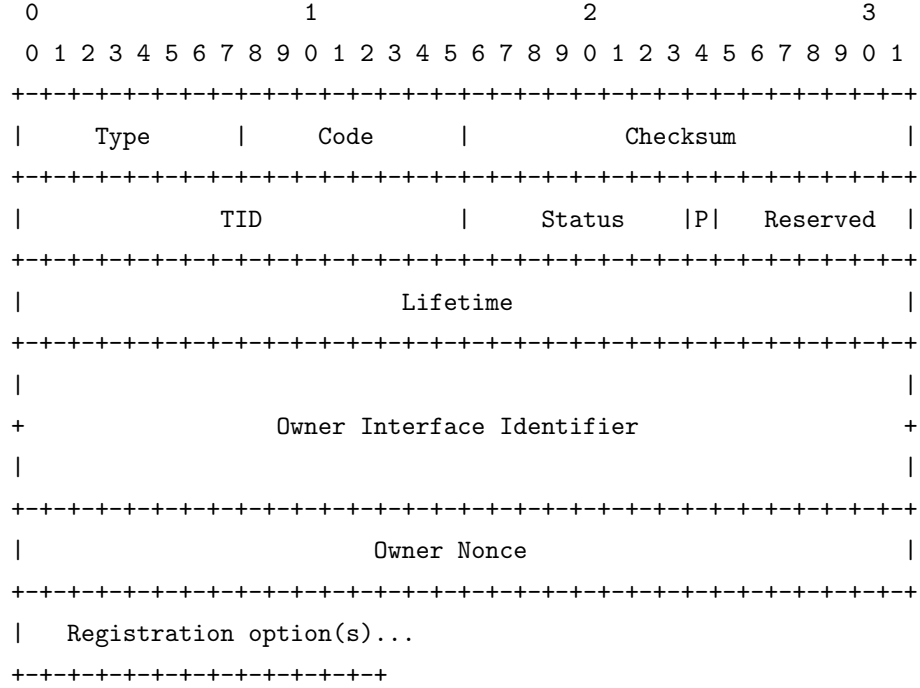 0                   1                   2                   3
 0 1 2 3 4 5 6 7 8 9 0 1 2 3 4 5 6 7 8 9 0 1 2 3 4 5 6 7 8 9 0 1
+-+-+-+-+-+-+-+-+-+-+-+-+-+-+-+-+-+-+-+-+-+-+-+-+-+-+-+-+-+-+-+-+
|     Type      |     Code      |           Checksum            |
+-+-+-+-+-+-+-+-+-+-+-+-+-+-+-+-+-+-+-+-+-+-+-+-+-+-+-+-+-+-+-+-+
|              TID              |     Status    |P|   Reserved  |
+-+-+-+-+-+-+-+-+-+-+-+-+-+-+-+-+-+-+-+-+-+-+-+-+-+-+-+-+-+-+-+-+
|                           Lifetime                            |
+-+-+-+-+-+-+-+-+-+-+-+-+-+-+-+-+-+-+-+-+-+-+-+-+-+-+-+-+-+-+-+-+
|                                                               |
+                  Owner Interface Identifier                   +
|                                                               |
+-+-+-+-+-+-+-+-+-+-+-+-+-+-+-+-+-+-+-+-+-+-+-+-+-+-+-+-+-+-+-+-+
|                         Owner Nonce                           |
+-+-+-+-+-+-+-+-+-+-+-+-+-+-+-+-+-+-+-+-+-+-+-+-+-+-+-+-+-+-+-+-+
|   Registration option(s)...
+-+-+-+-+-+-+-+-+-+-+-+-+-+